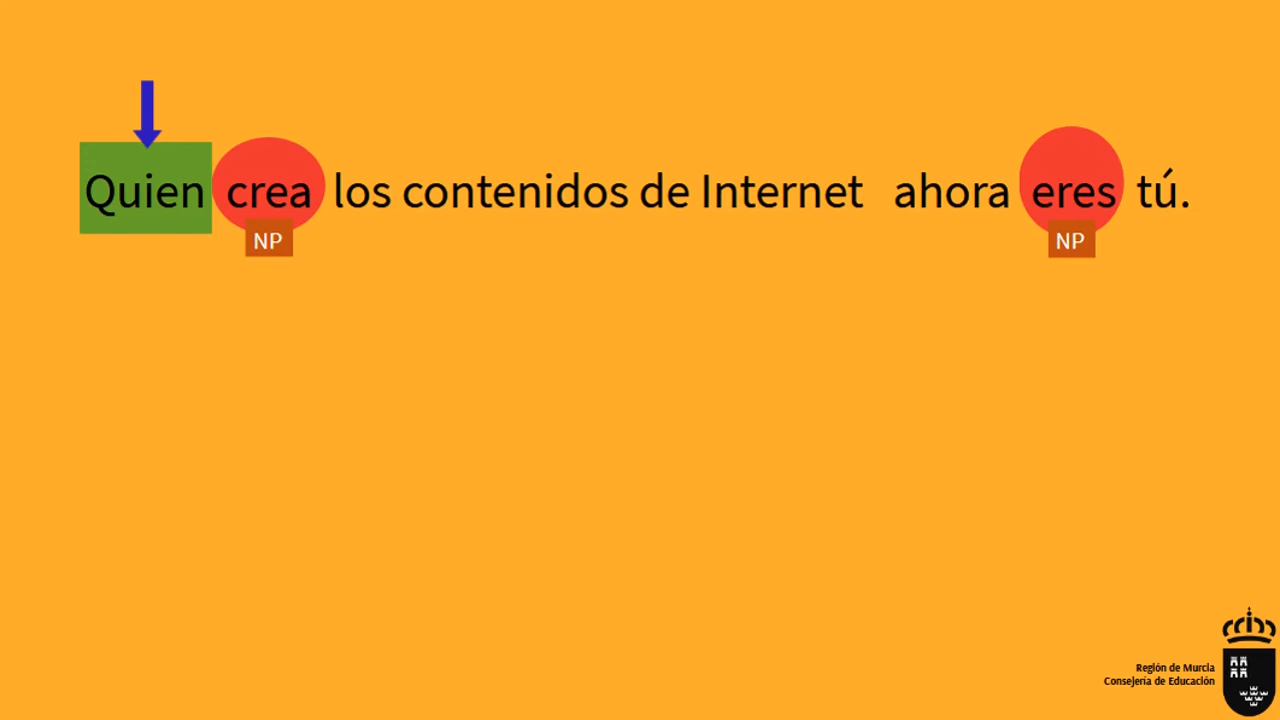 Quien crea los contenidos de Internet ahora eres tú.
NP NP
Región de Murcia
Consejería de Educación